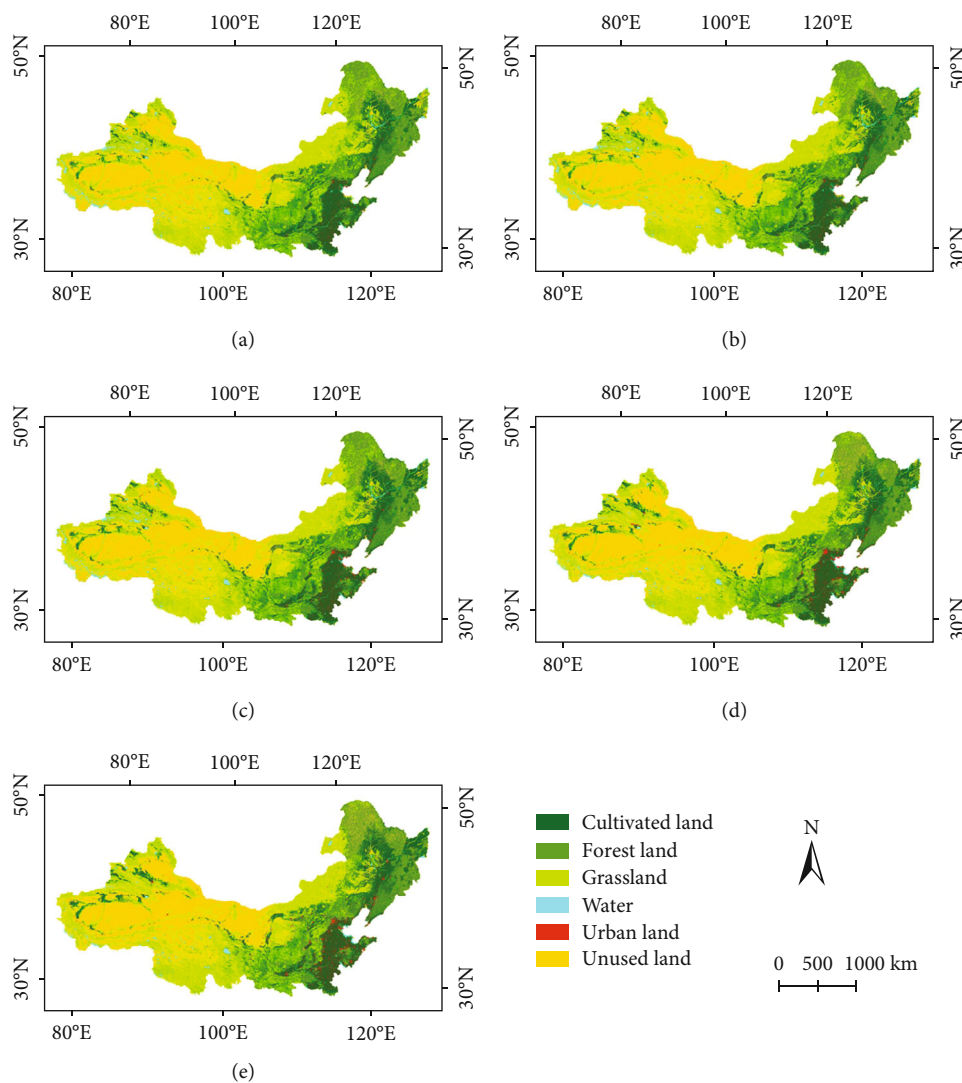 80°E 100°E 120°E
50°N 50°N
30°N 30°N
80°E 100°E 120°E
(a)
80°E 100°E 120°E
50°N 50°N
30°N 30°N
80°E 100°E 120°E
(b)
80°E 100°E 120°E
50°N 50°N
30°N 30°N
80°E 100°E 120°E
(c)
80°E 100°E 120°E
50°N 50°N
30°N 30°N
80°E 100°E 120°E
(d)
80°E 100°E 120°E
50°N 50°N
30°N 30°N
80°E 100°E 120°E
(e)
Cultivated land
Forest land
Grassland
Water
Urban land
Unused land
N
0 500 1000 km